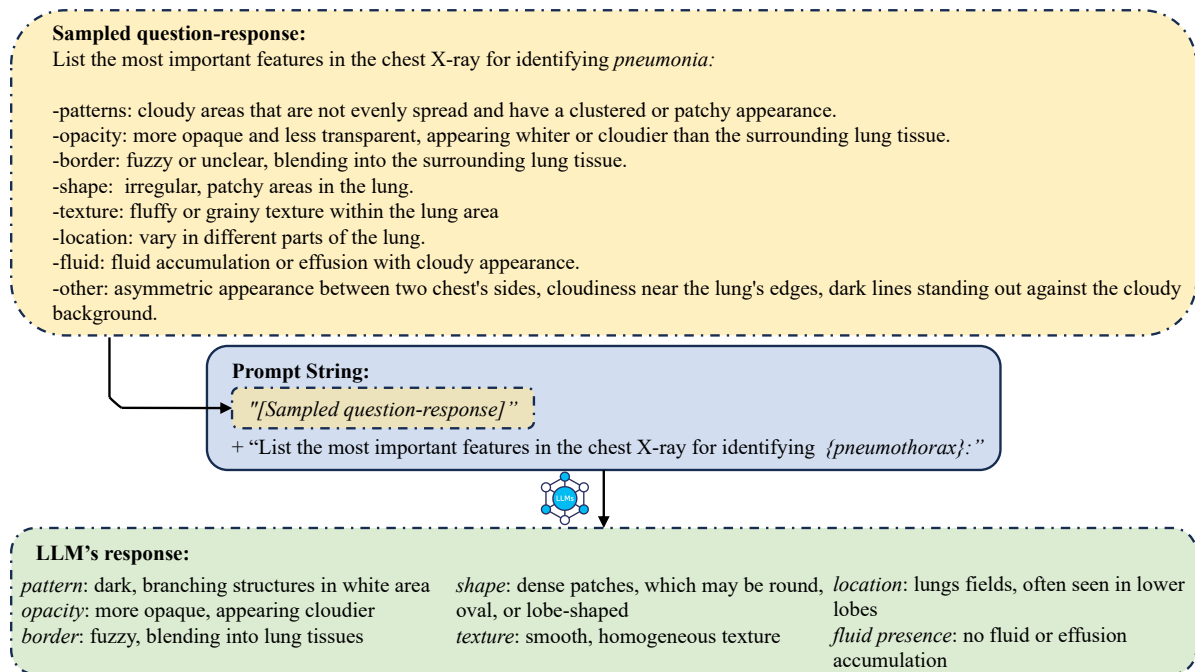 Sampled question-response:
List the most important features in the chest X-ray for identifying pneumonia:
-patterns: cloudy areas that are not evenly spread and have a clustered or patchy appearance.
-opacity: more opaque and less transparent, appearing whiter or cloudier than the surrounding lung tissue.
-border: fuzzy or unclear, blending into the surrounding lung tissue.
-shape:  irregular, patchy areas in the lung.
-texture: fluffy or grainy texture within the lung area
-location: vary in different parts of the lung.
-fluid: fluid accumulation or effusion with cloudy appearance.
-other: asymmetric appearance between two chest's sides, cloudiness near the lung's edges, dark lines standing out against the cloudy
background.
Prompt String:
"[Sampled question-response]”
+ “List the most important features in the chest X-ray for identifying  {pneumothorax}:”
LLMs
LLM’s response:
pattern: dark, branching structures in white area
opacity: more opaque, appearing cloudier
border: fuzzy, blending into lung tissues
shape: dense patches, which may be round,
oval, or lobe-shaped
texture: smooth, homogeneous texture
location: lungs fields, often seen in lower
lobes
fluid presence: no fluid or effusion
accumulation